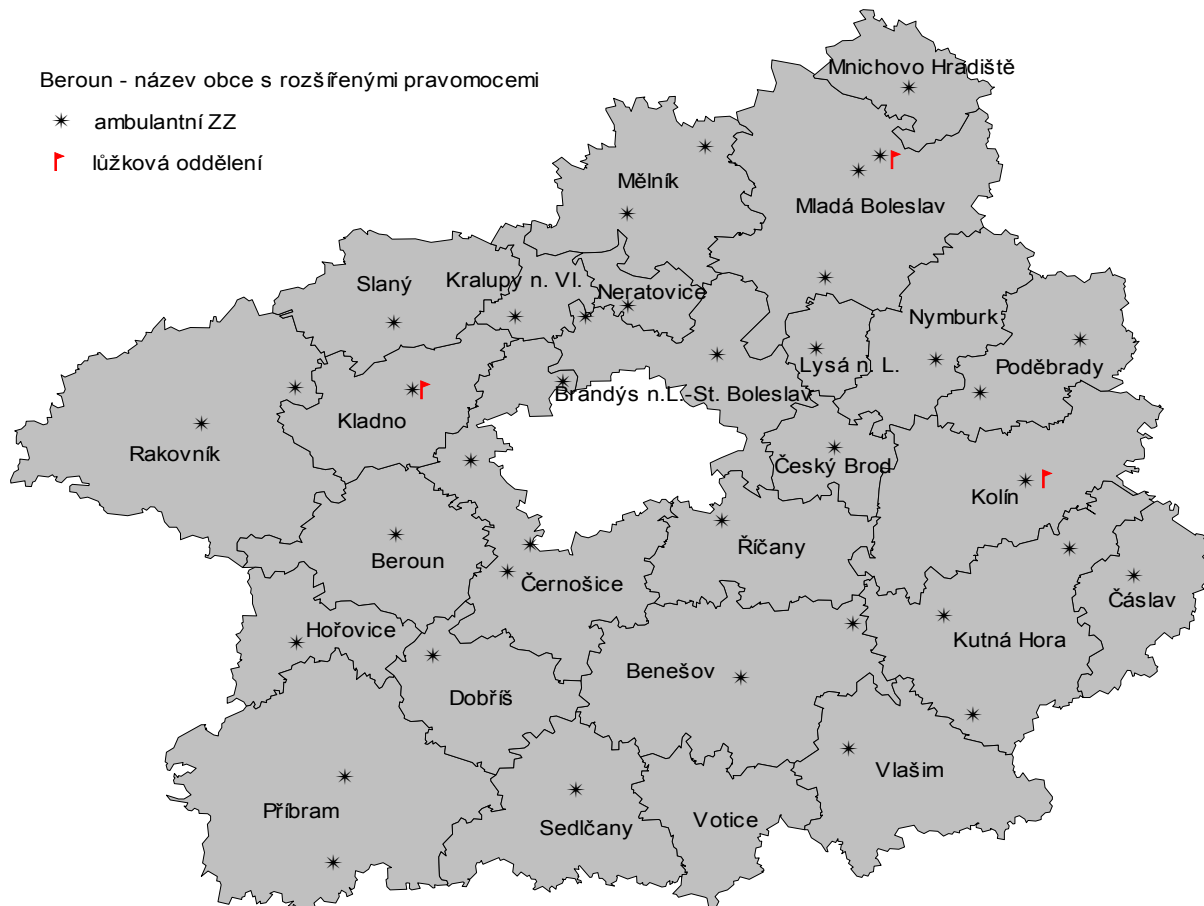 Beroun - název obce s rozšířenými pravomocemi
ambulantní ZZ
lůžková oddělení
Mnichovo Hradiště
Mělník
Mladá Boleslav
Slaný
Kralupy n. Vl.
Neratovice
Nymburk
Lysá n. L.
Poděbrady
Brandýs n.L.-St. Boleslav
Kladno
Rakovník
Český Brod
Kolín
Beroun
Říčany
Černošice
Čáslav
Hořovice
Kutná Hora
Benešov
Dobříš
Vlašim
Příbram
Sedlčany
Votice